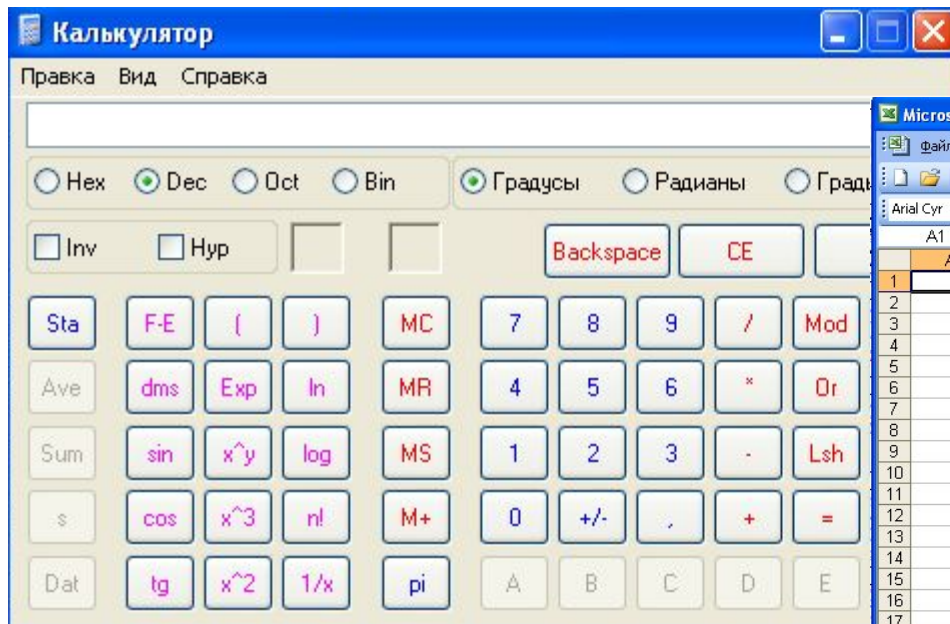 Калькулятор
Правка Вид Справка
Hex Dec Oct Bin Градусы Радианы
Inv Hyp Backspace CE
Sta F-E ( ) MC 7 8 9 / Mod
Ave dms Exp ln MR 4 5 6 * Or
Sum sin x^y log MS 1 2 3 - Lsh
s cos x^3 n! M+ 0 +/- , + =
Dat tg x^2 1/x pi A B C D E
Arial Cyr
A1
1
2
3
4
5
6
7
8
9
10
11
12
13
14
15
16
17